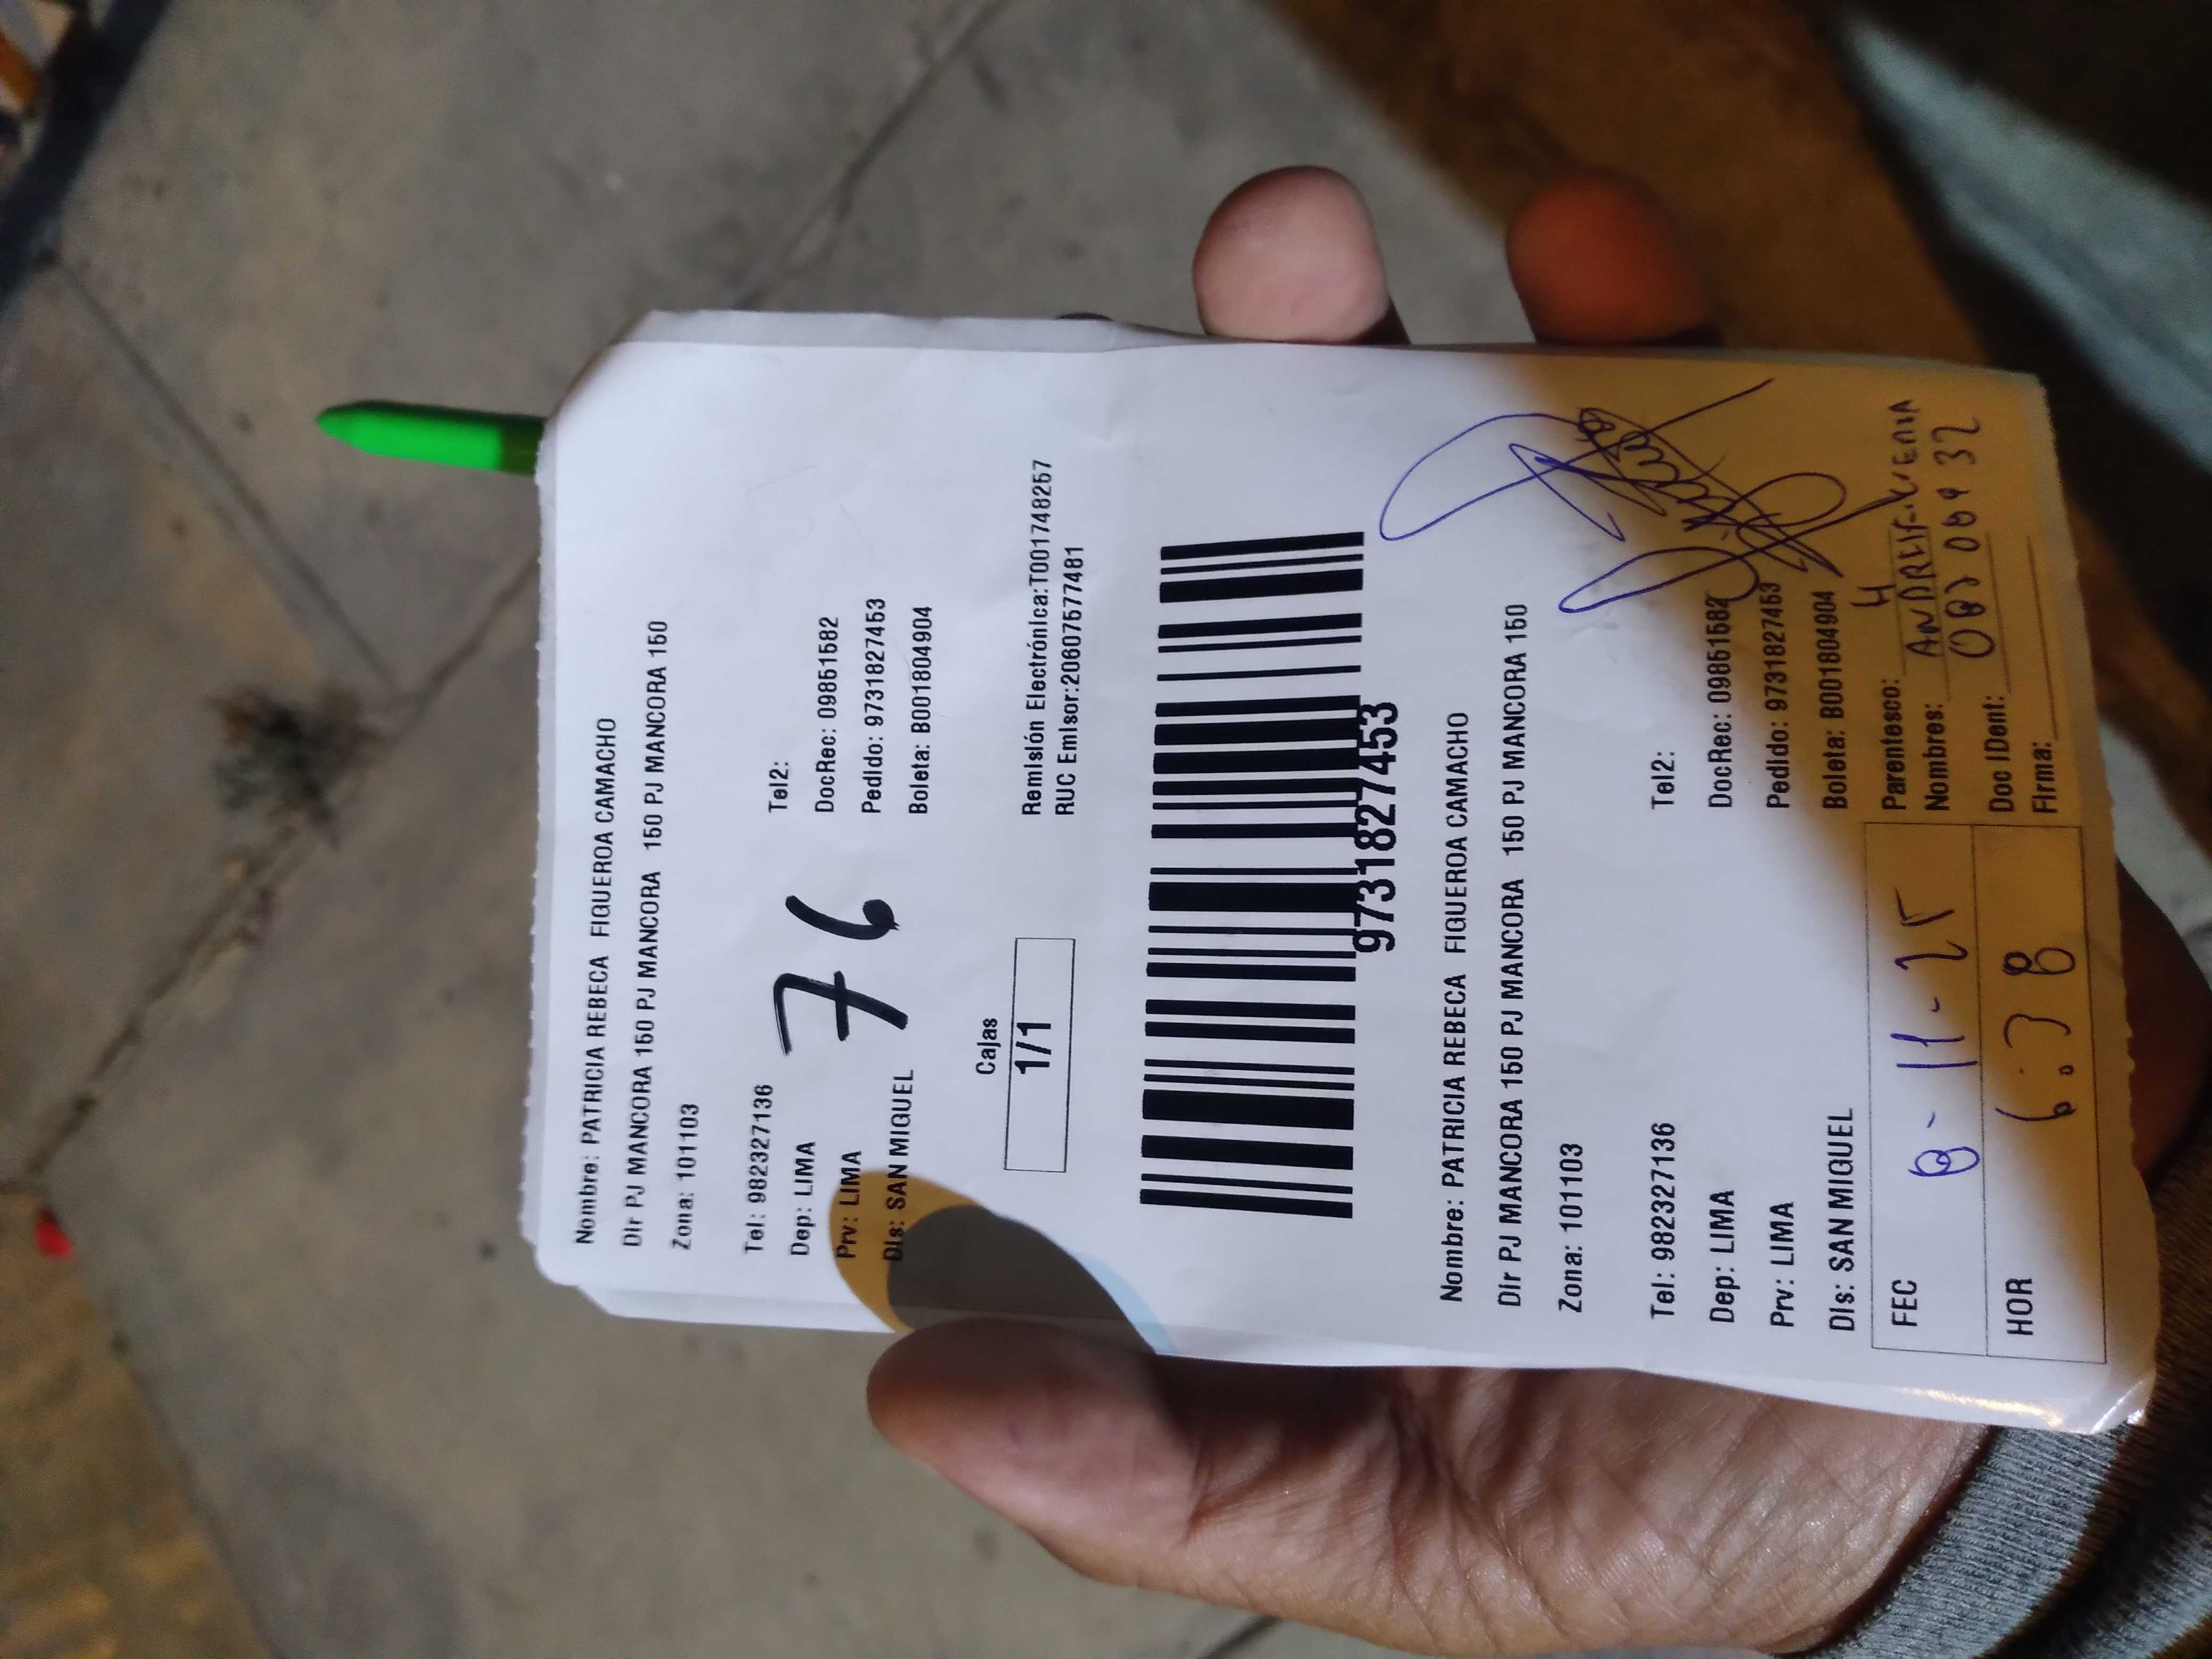 Nombre: PATRICIA REBECA FIGUEROA CAMACHO
Dir PJ MANCORA 150 PJ MANCORA 150 PJ MANCORA 150
Zona: 101103
Tel: 982327136 Tel2:
Dep: LIMA DocRec: 09851582
Prv: LIMA Pedido: 9731827453
Dis: SAN MIGUEL Boleta: B001804904
76
Cajas
1/1
Remisión Electrónica:T001748257
RUC Emisor:20607577481
9731827453
Nombre: PATRICIA REBECA FIGUEROA CAMACHO
Dir PJ MANCORA 150 PJ MANCORA 150 PJ MANCORA 150
Zona: 101103
Tel: 982327136 Tel2:
Dep: LIMA DocRec: 09851582
Prv: LIMA Pedido: 9731827453
Dis: SAN MIGUEL Boleta: B001804904
FEC 8-11-25 Parentesco: H
Nombres:
HOR 6:38 Doc IDent:
Firma: